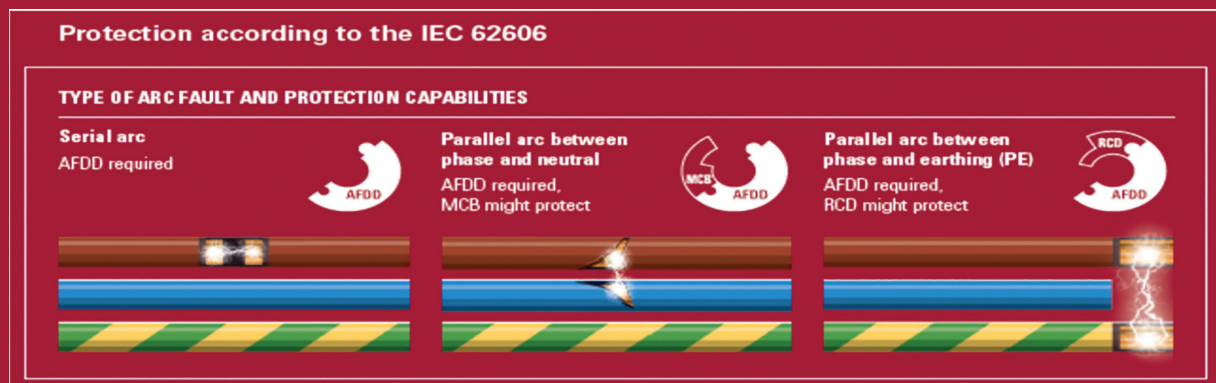 Protection according to the IEC 62606
TYPE OF ARC FAULT AND PROTECTION CAPABILITIES
Serial arc
AFDD required
AFDD
Parallel arc between
phase and neutral
AFDD required,
MCB might protect
MCB
AFDD
Parallel arc between
phase and earthing (PE)
AFDD required,
RCD might protect
RCD
AFDD